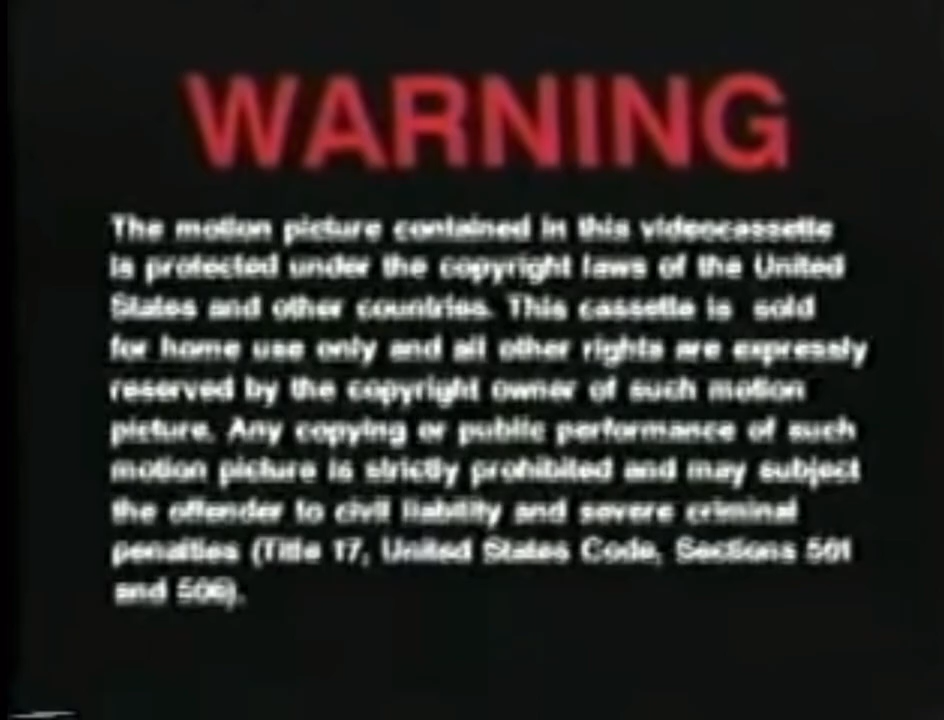 WARNING
The motion picture contained in this videocassette
is protected under the copyright laws of the United
States and other countries. This cassette is sold
for home use only and all other rights are expressly
reserved by the copyright owner of such motion
picture. Any copying or public performance of such
motion picture is strictly prohibited and may subject
the offender to civil liability and severe criminal
penalties (Title 17, United States Code, Sections 501
and 506).